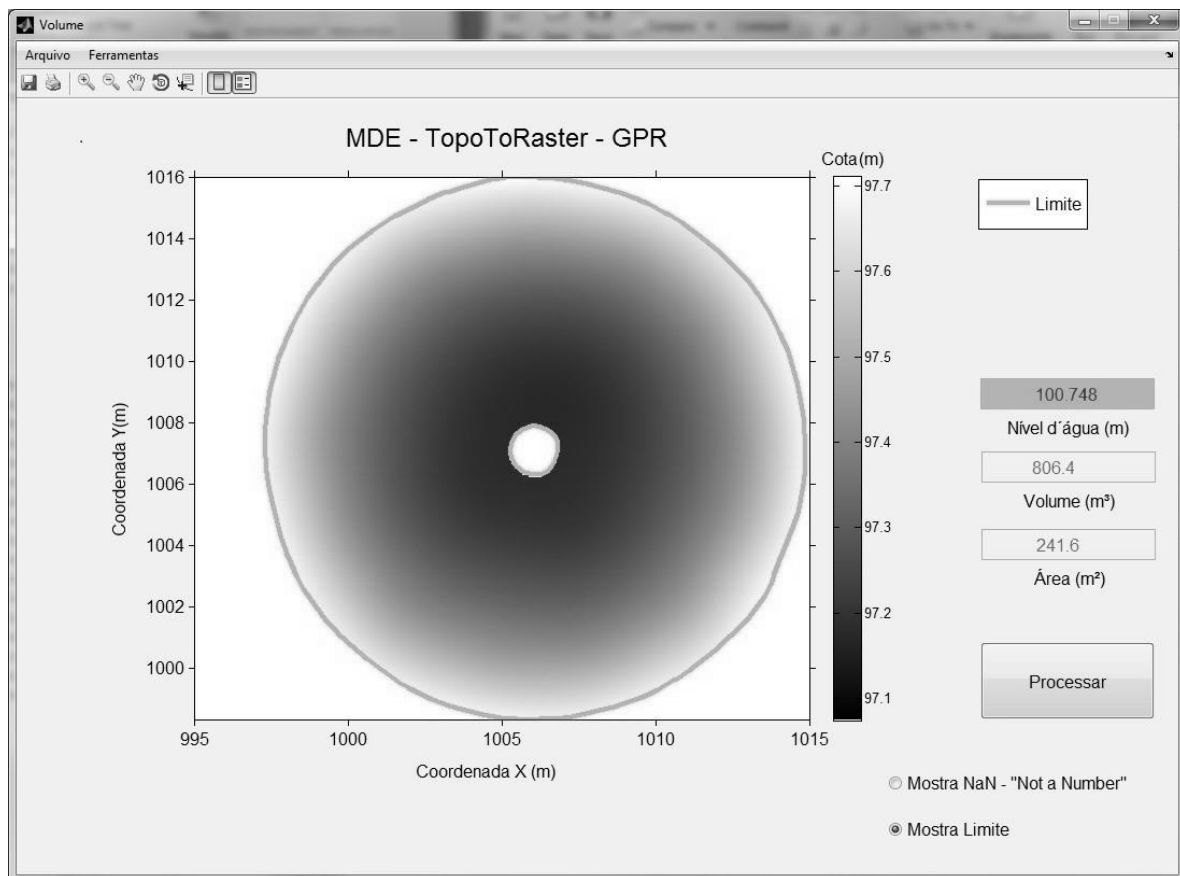 Volume
Arquivo Ferramentas
MDE - TopoToRaster - GPR
Cota(m)
1016
1014
1012
1010
1008
1006
1004
1002
1000
Coordenada Y(m)
995 1000 1005 1010 1015
Coordenada X (m)
97.7
97.6
97.5
97.4
97.3
97.2
97.1
Limite
100.748
Nível d´água (m)
806.4
Volume (m³)
241.6
Área (m²)
Processar
Mostra NaN - "Not a Number"
Mostra Limite